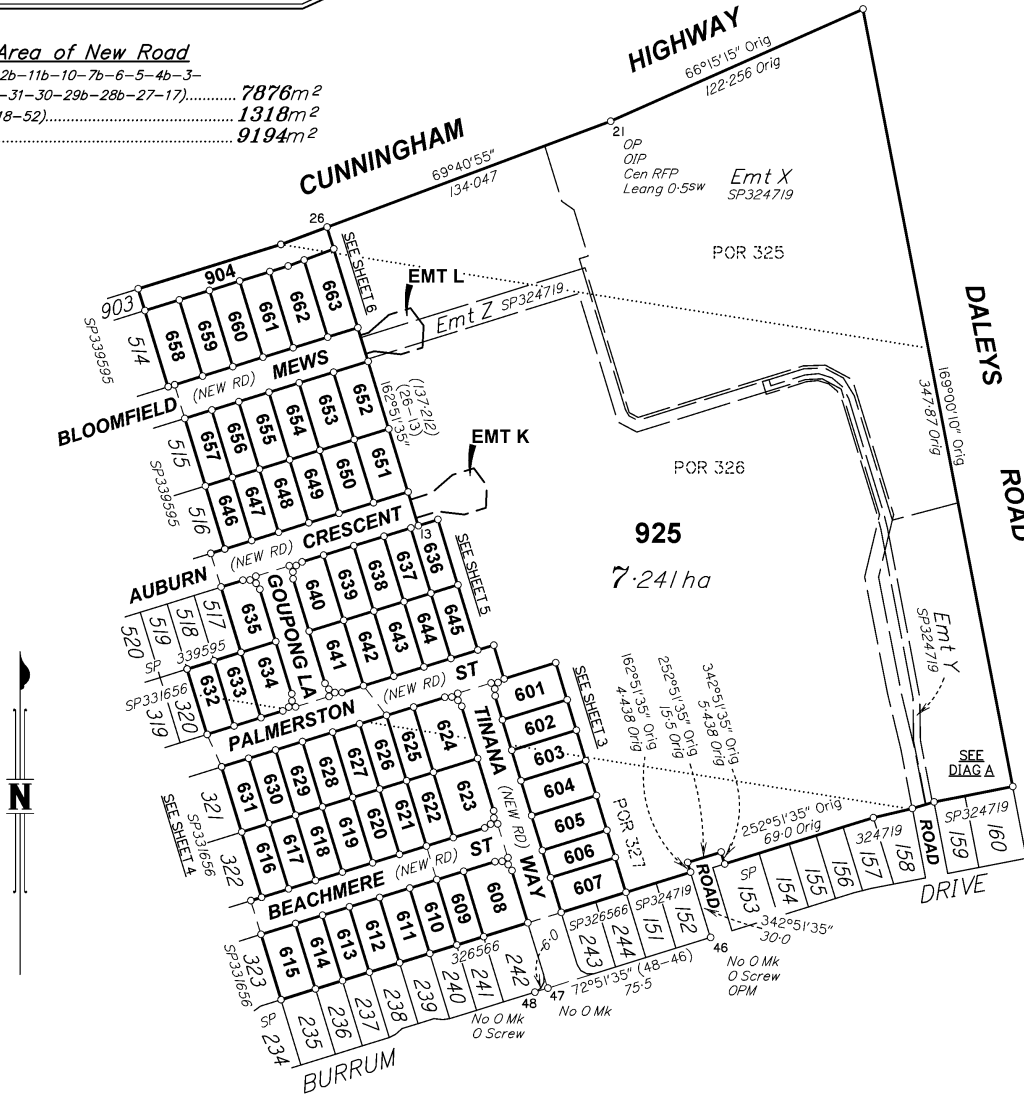 Area of New Road
2b-11b-10-7b-6-5-4b-3-
-31-30-29b-28b-27-17)............ 7876m²
18-52).................................... 1318m²
............................................ 9194m²
HIGHWAY
66°15'15" Orig
122.256 Orig
CUNNINGHAM
69°40'55"
134.047
21
OP
OIP
Cen RFP
Leang 0.5sw
Emt X
SP324719
POR 325
26
SEE SHEET 6
904
903
EMT L
Emt Z SP324719
514
SP339595
658
659
660
661
662
663
DALEYS
ROAD
169°00'10" Orig
347.87 Orig
BLOOMFIELD (NEW RD) MEWS
(137.212)
(26-13)
162°51'35"
515
SP339595
516
657
656
655
654
653
652
646
647
648
649
650
651
EMT K
POR 326
925
7.241 ha
AUBURN (NEW RD) CRESCENT
13
SEE SHEET 5
520
519
518
517
SP 339595
635
GOUPONG LA
640
639
638
637
636
634
641
642
643
644
645
SP331656
319
320
632
633
Emt Y
SP324719
PALMERSTON (NEW RD) ST
SEE SHEET 3
601
602
603
604
605
606
607
TINANA (NEW RD) WAY
162°51'35" Orig
4.438 Orig
252°51'35" Orig
15.5 Orig
342°51'35" Orig
5.438 Orig
SEE
DIAG A
N
SEE SHEET 4
321
SP331656
322
631
630
629
628
627
626
625
624
616
617
618
619
620
621
622
623
POR 327
252°51'35" Orig
69.0 Orig
BEACHMERE (NEW RD) ST
323
SP331656
615
614
613
612
611
610
609
608
326566
SP
234
235
236
237
238
239
240
241
242
6.0
SP326566
243
244
SP324719
151
152
ROAD
SP
153
154
155
156
324719
157
158
ROAD
SP324719
159
160
DRIVE
342°51'35"
30.0
46
No O Mk
O Screw
OPM
72°51'35" (48-46)
75.5
48
47
No O Mk
O Screw
No O Mk
BURRUM